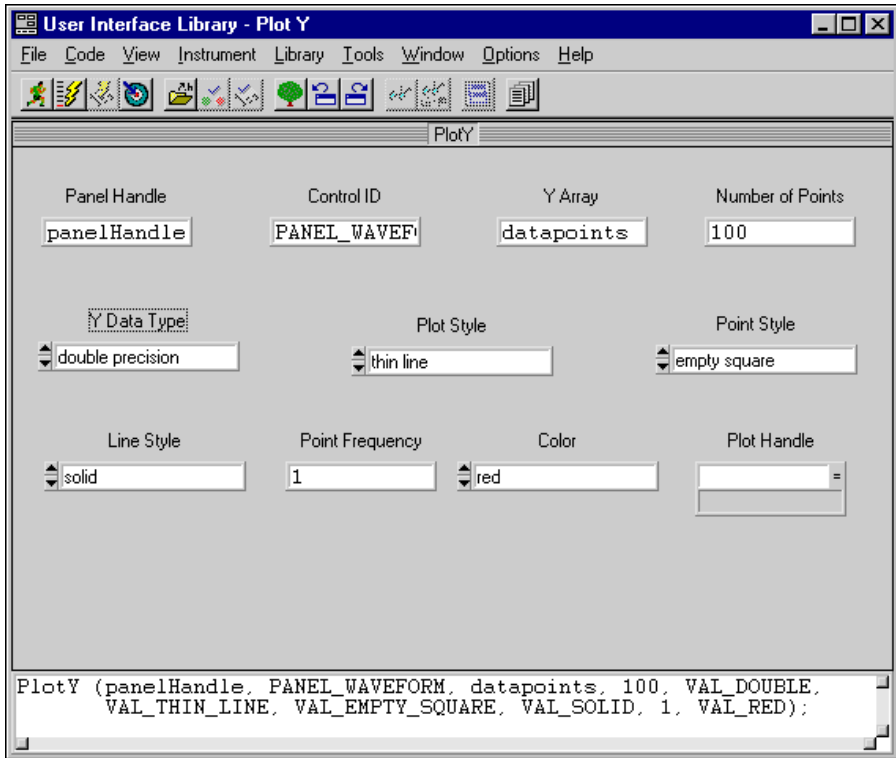 User Interface Library - Plot Y
File Code View Instrument Library Tools Window Options Help
PlotY
Panel Handle Control ID Y Array Number of Points
panelHandle PANEL_WAVEF datapoints 100
Y Data Type Plot Style Point Style
double precision thin line empty square
Line Style Point Frequency Color Plot Handle
solid 1 red =
PlotY (panelHandle, PANEL_WAVEFORM, datapoints, 100, VAL_DOUBLE,
VAL_THIN_LINE, VAL_EMPTY_SQUARE, VAL_SOLID, 1, VAL_RED);